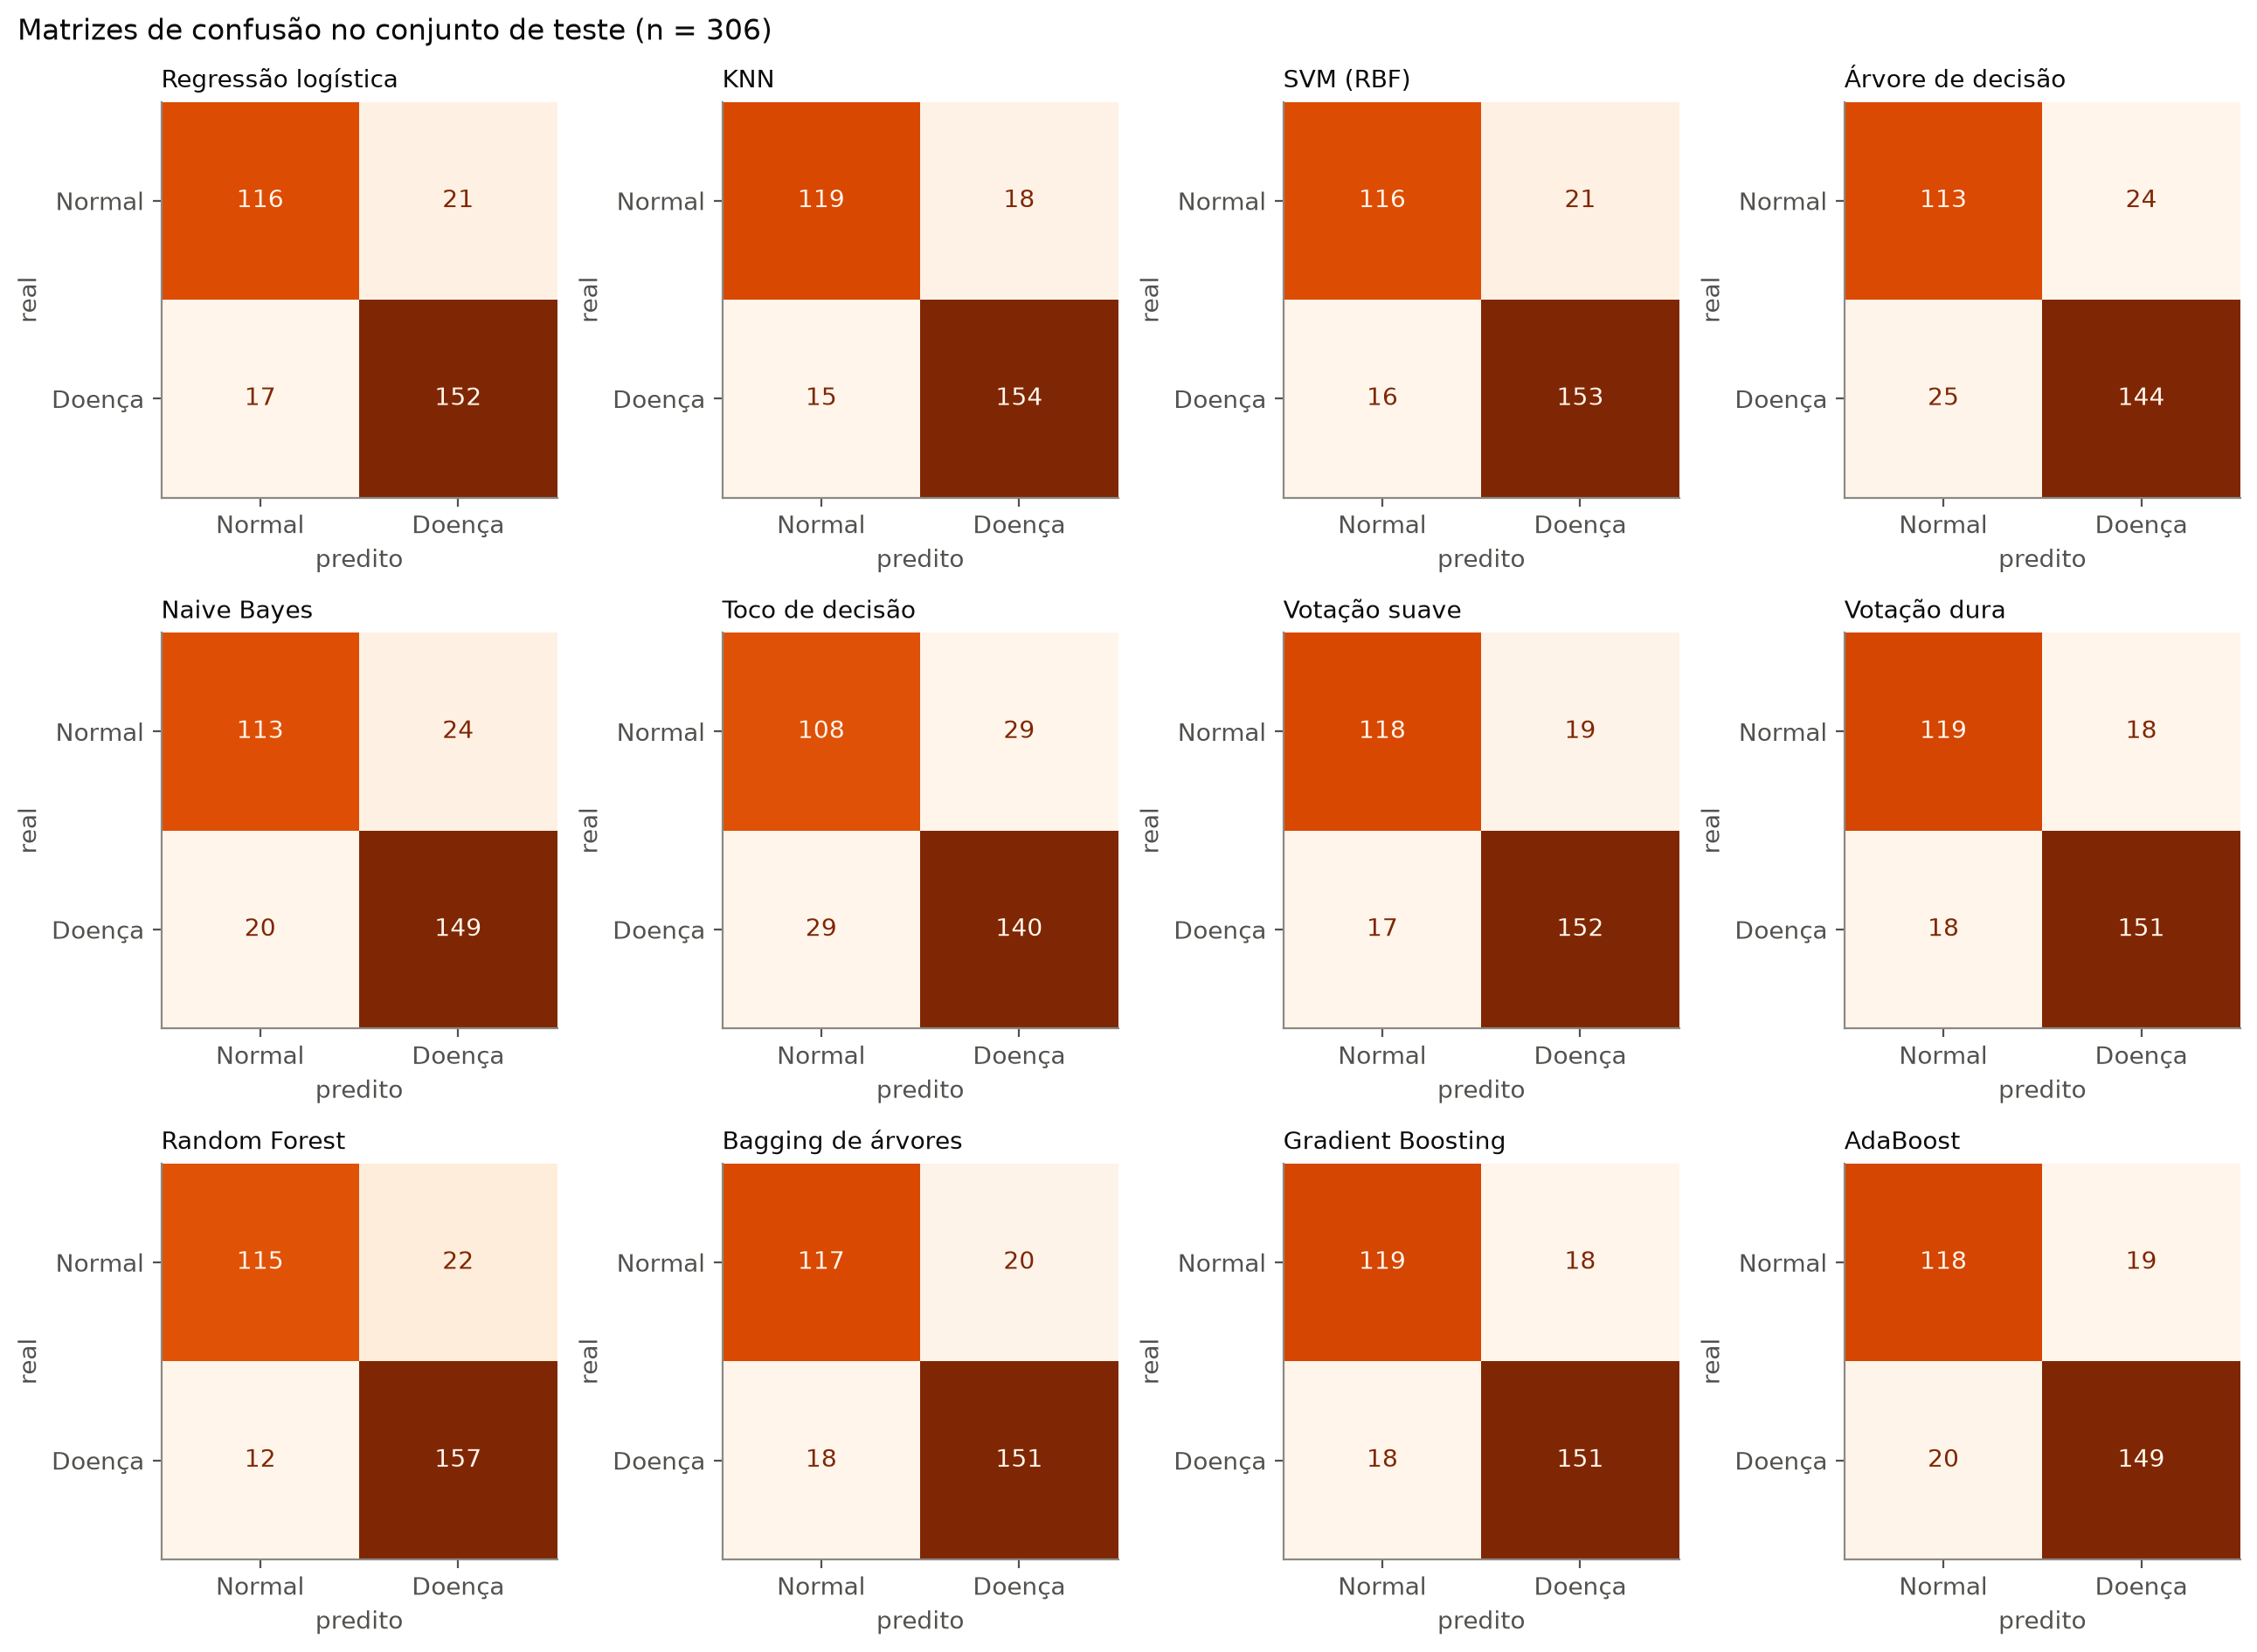 Matrizes de confusão no conjunto de teste (n = 306)
Regressão logística
real
Normal
116
21
Doença
17
152
Normal
Doença
predito
KNN
real
Normal
119
18
Doença
15
154
Normal
Doença
predito
SVM (RBF)
real
Normal
116
21
Doença
16
153
Normal
Doença
predito
Árvore de decisão
real
Normal
113
24
Doença
25
144
Normal
Doença
predito
Naive Bayes
real
Normal
113
24
Doença
20
149
Normal
Doença
predito
Toco de decisão
real
Normal
108
29
Doença
29
140
Normal
Doença
predito
Votação suave
real
Normal
118
19
Doença
17
152
Normal
Doença
predito
Votação dura
real
Normal
119
18
Doença
18
151
Normal
Doença
predito
Random Forest
real
Normal
115
22
Doença
12
157
Normal
Doença
predito
Bagging de árvores
real
Normal
117
20
Doença
18
151
Normal
Doença
predito
Gradient Boosting
real
Normal
119
18
Doença
18
151
Normal
Doença
predito
AdaBoost
real
Normal
118
19
Doença
20
149
Normal
Doença
predito